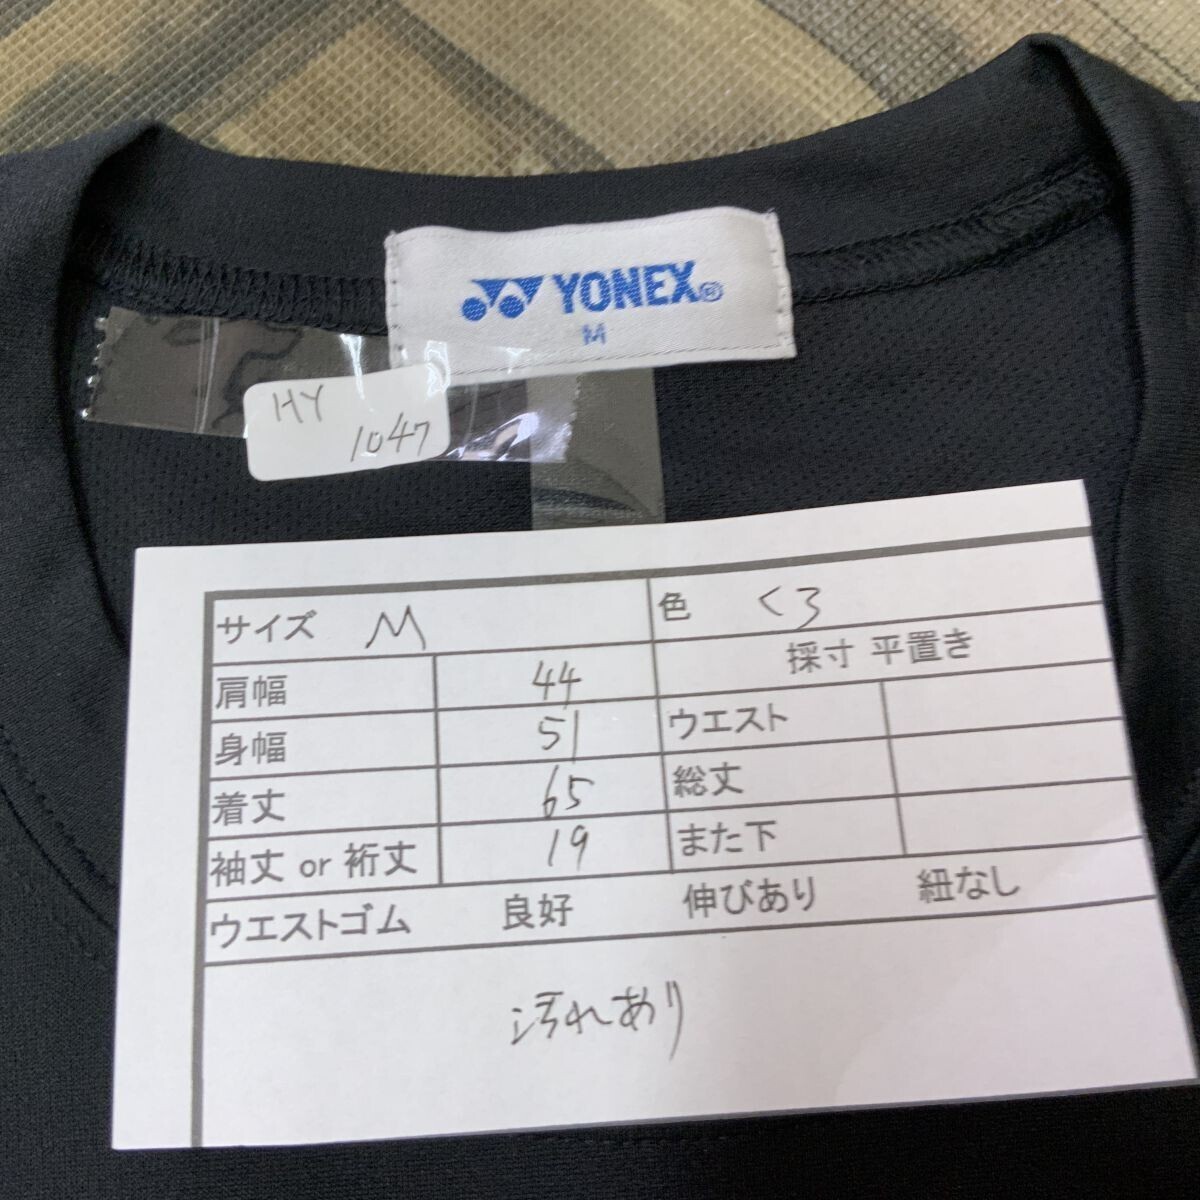 YONEX®
M
HY
1047
サイズ M 色 くろ
肩幅 44 採寸 平置き
身幅 51 ウエスト
着丈 65 総丈
袖丈 or 裄丈 19 また下
ウエストゴム 良好 伸びあり 紐なし
汚れあり